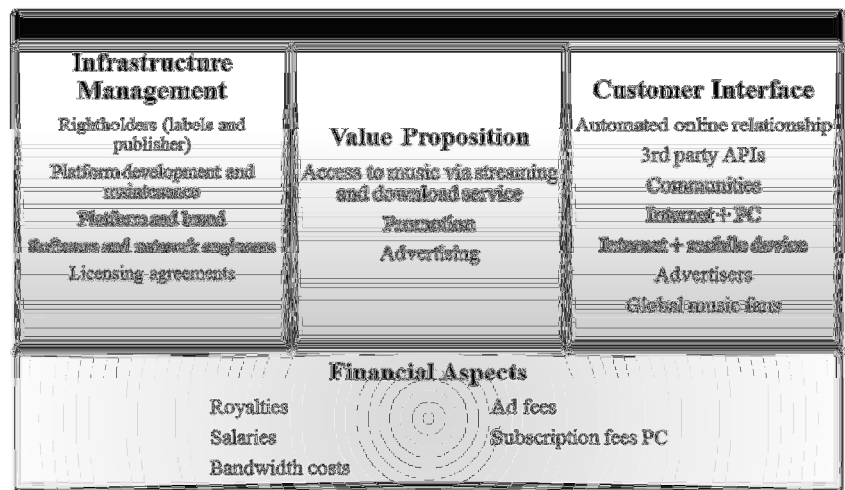 Infrastructure
Management
Rightholders (labels and
publisher)
Platform development and
maintenance
Platform and brand
Software and network engineers
Licensing agreements
Value Proposition
Access to music via streaming
and download service
Promotion
Advertising
Customer Interface
Automated online relationship
3rd party APIs
Communities
Internet + PC
Internet + mobile device
Advertisers
Global music fans
Financial Aspects
Royalties
Salaries
Bandwidth costs
Ad fees
Subscription fees PC